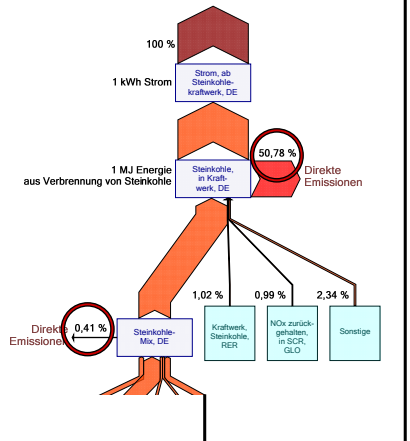 100 %
1 kWh Strom
Strom, ab
Steinkohle-
kraftwerk, DE
1 MJ Energie
aus Verbrennung von Steinkohle
Steinkohle,
in Kraft-
werk, DE
50,78 %
Direkte
Emissionen
1,02 %
0,99 %
2,34 %
Direkte
Emissionen
0,41 %
Steinkohle-
Mix, DE
Kraftwerk,
Steinkohle,
RER
NOx zurück-
gehalten,
in SCR,
GLO
Sonstige